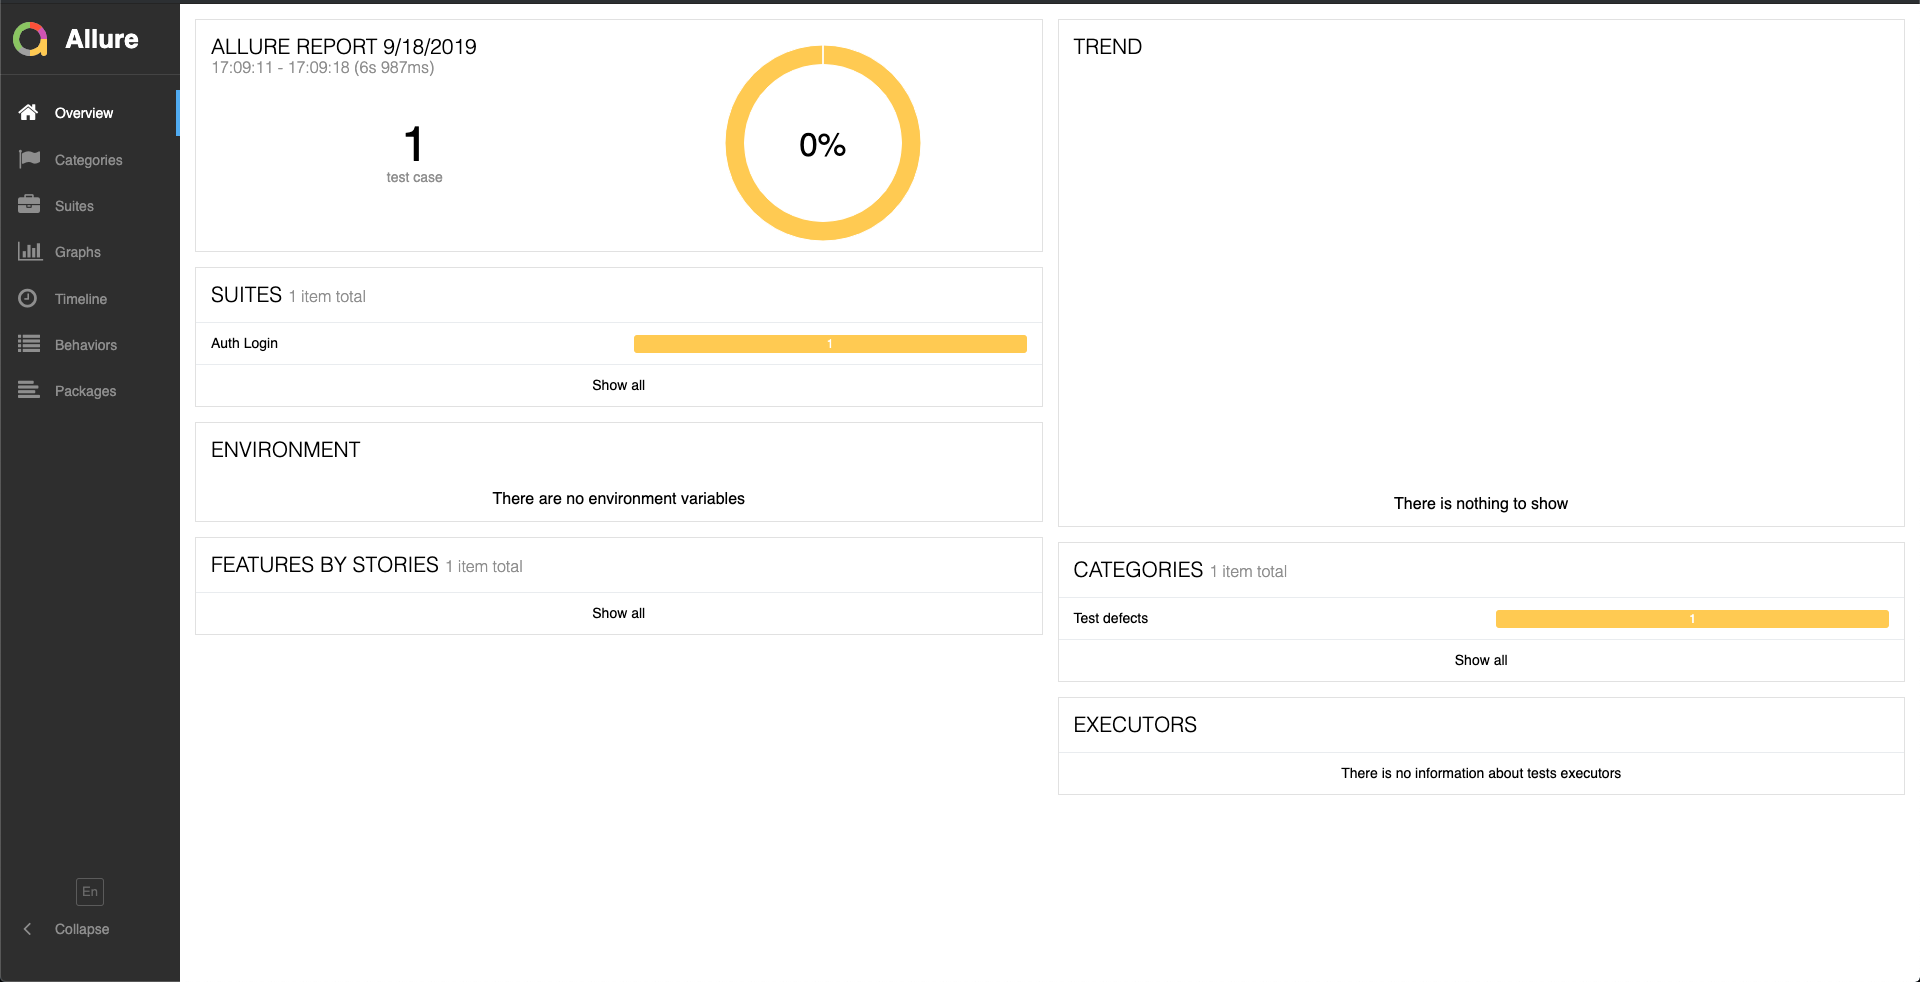 Allure
Overview
Categories
Suites
Graphs
Timeline
Behaviors
Packages
En
Collapse
ALLURE REPORT 9/18/2019
17:09:11 - 17:09:18 (6s 987ms)
1
test case
0%
SUITES 1 item total
Auth Login 1
Show all
ENVIRONMENT
There are no environment variables
FEATURES BY STORIES 1 item total
Show all
TREND
There is nothing to show
CATEGORIES 1 item total
Test defects 1
Show all
EXECUTORS
There is no information about tests executors